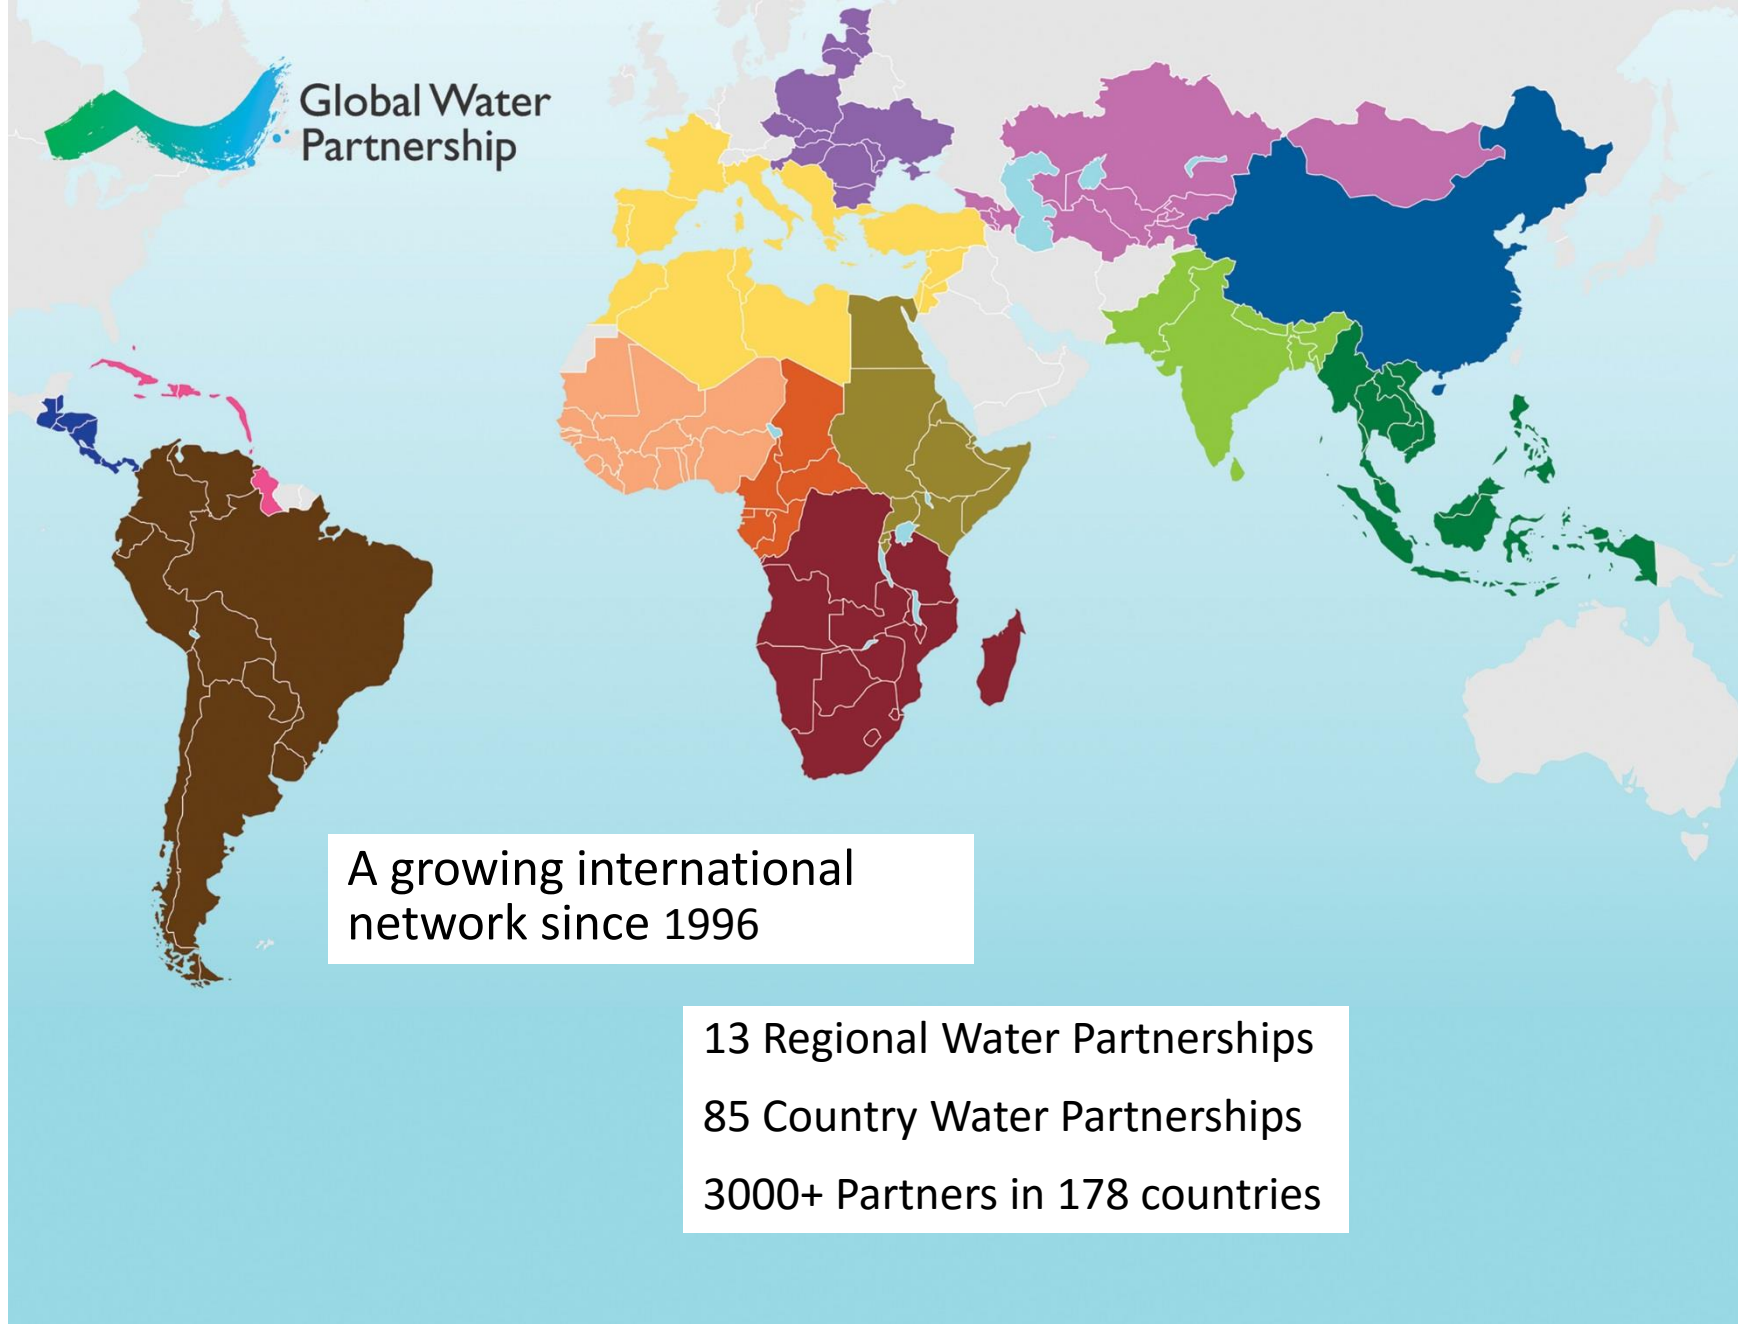 Global Water
Partnership
A growing international
network since 1996
13 Regional Water Partnerships
85 Country Water Partnerships
3000+ Partners in 178 countries